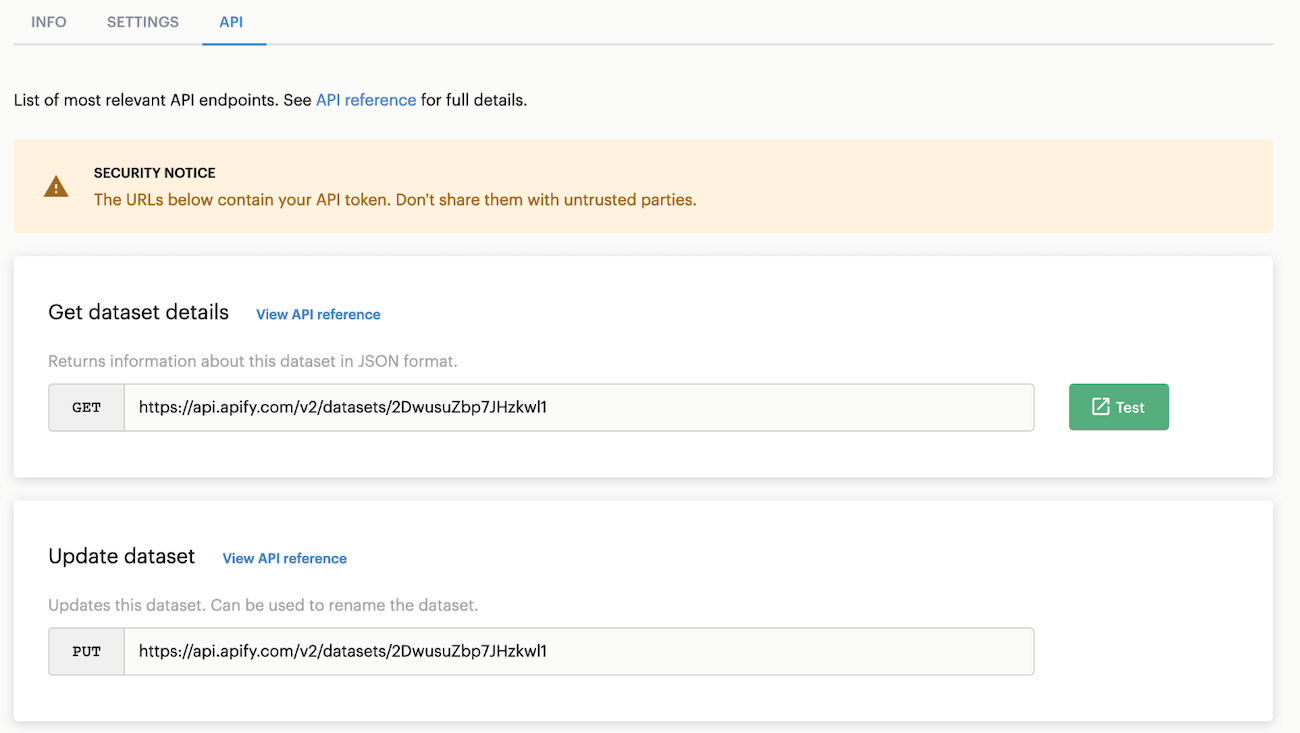 INFO SETTINGS API
List of most relevant API endpoints. See API reference for full details.
SECURITY NOTICE
The URLs below contain your API token. Don't share them with untrusted parties.
Get dataset details View API reference
Returns information about this dataset in JSON format.
GET https://api.apify.com/v2/datasets/2DwusuZbp7JHzkwl1 Test
Update dataset View API reference
Updates this dataset. Can be used to rename the dataset.
PUT https://api.apify.com/v2/datasets/2DwusuZbp7JHzkwl1